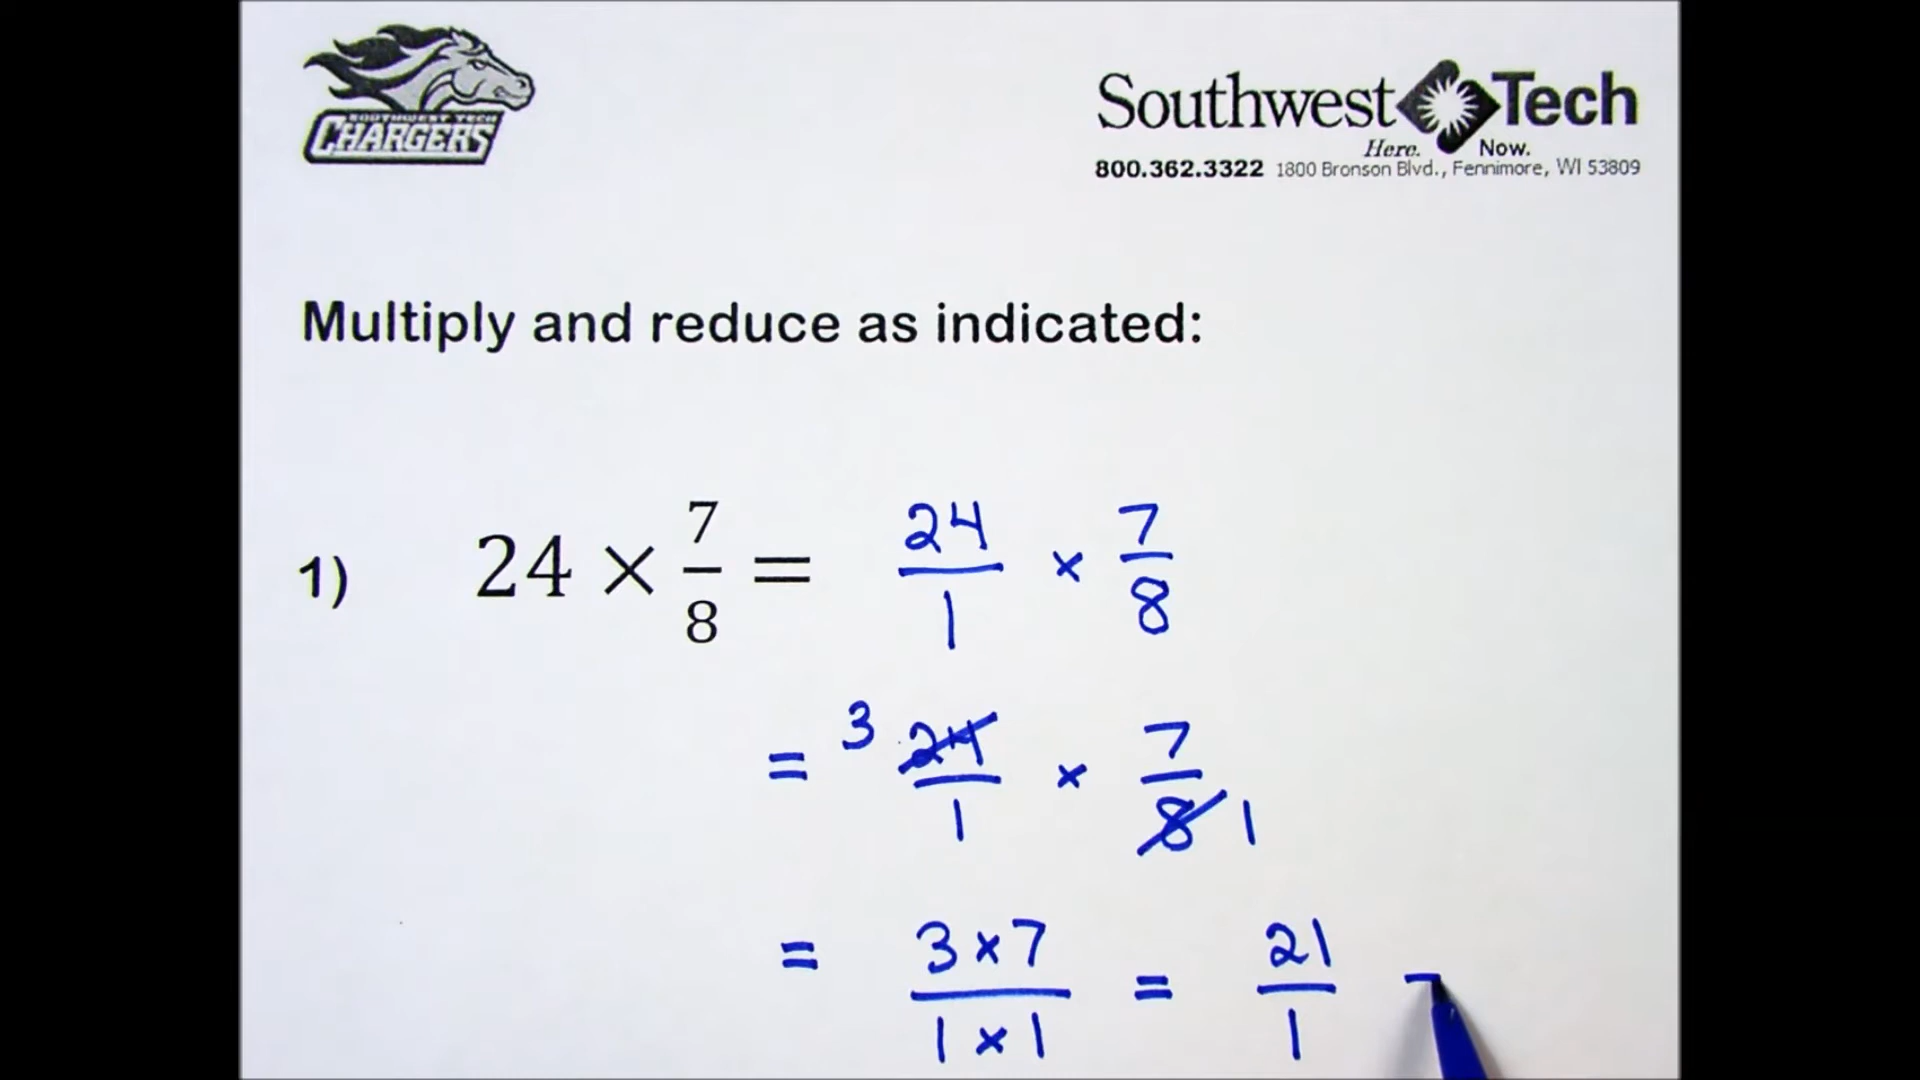 SOUTHWEST TECH
CHARGERS
Southwest Tech
Here. Now.
800.362.3322 1800 Bronson Blvd., Fennimore, WI 53809
Multiply and reduce as indicated:
1) 24 × 7/8 = 24/1 × 7/8
= 3 24/1 × 7/8 1
= 3 × 7 / 1 × 1 = 21/1